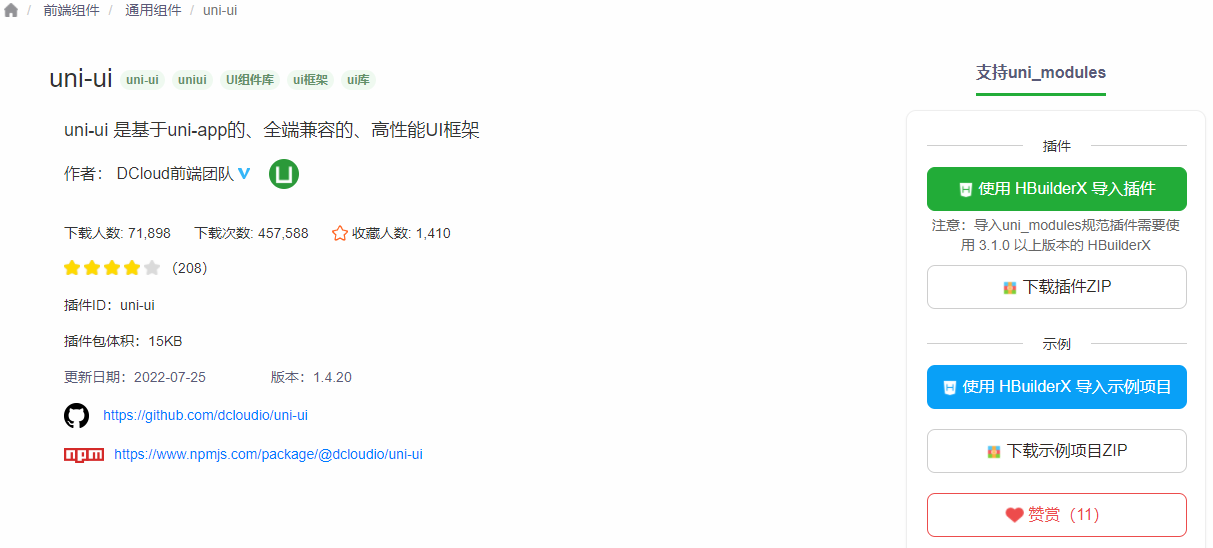 / 前端组件 / 通用组件 / uni-ui
uni-ui uni-ui uniui UI组件库 ui框架 ui库
uni-ui 是基于uni-app的、全端兼容的、高性能UI框架
作者： DCloud前端团队
下载人数: 71,898 下载次数: 457,588 收藏人数: 1,410
（208）
插件ID：uni-ui
插件包体积：15KB
更新日期：2022-07-25 版本：1.4.20
https://github.com/dcloudio/uni-ui
npm https://www.npmjs.com/package/@dcloudio/uni-ui
支持uni_modules
插件
使用 HBuilderX 导入插件
注意：导入uni_modules规范插件需要使
用 3.1.0 以上版本的 HBuilderX
下载插件ZIP
示例
使用 HBuilderX 导入示例项目
下载示例项目ZIP
赞赏（11）